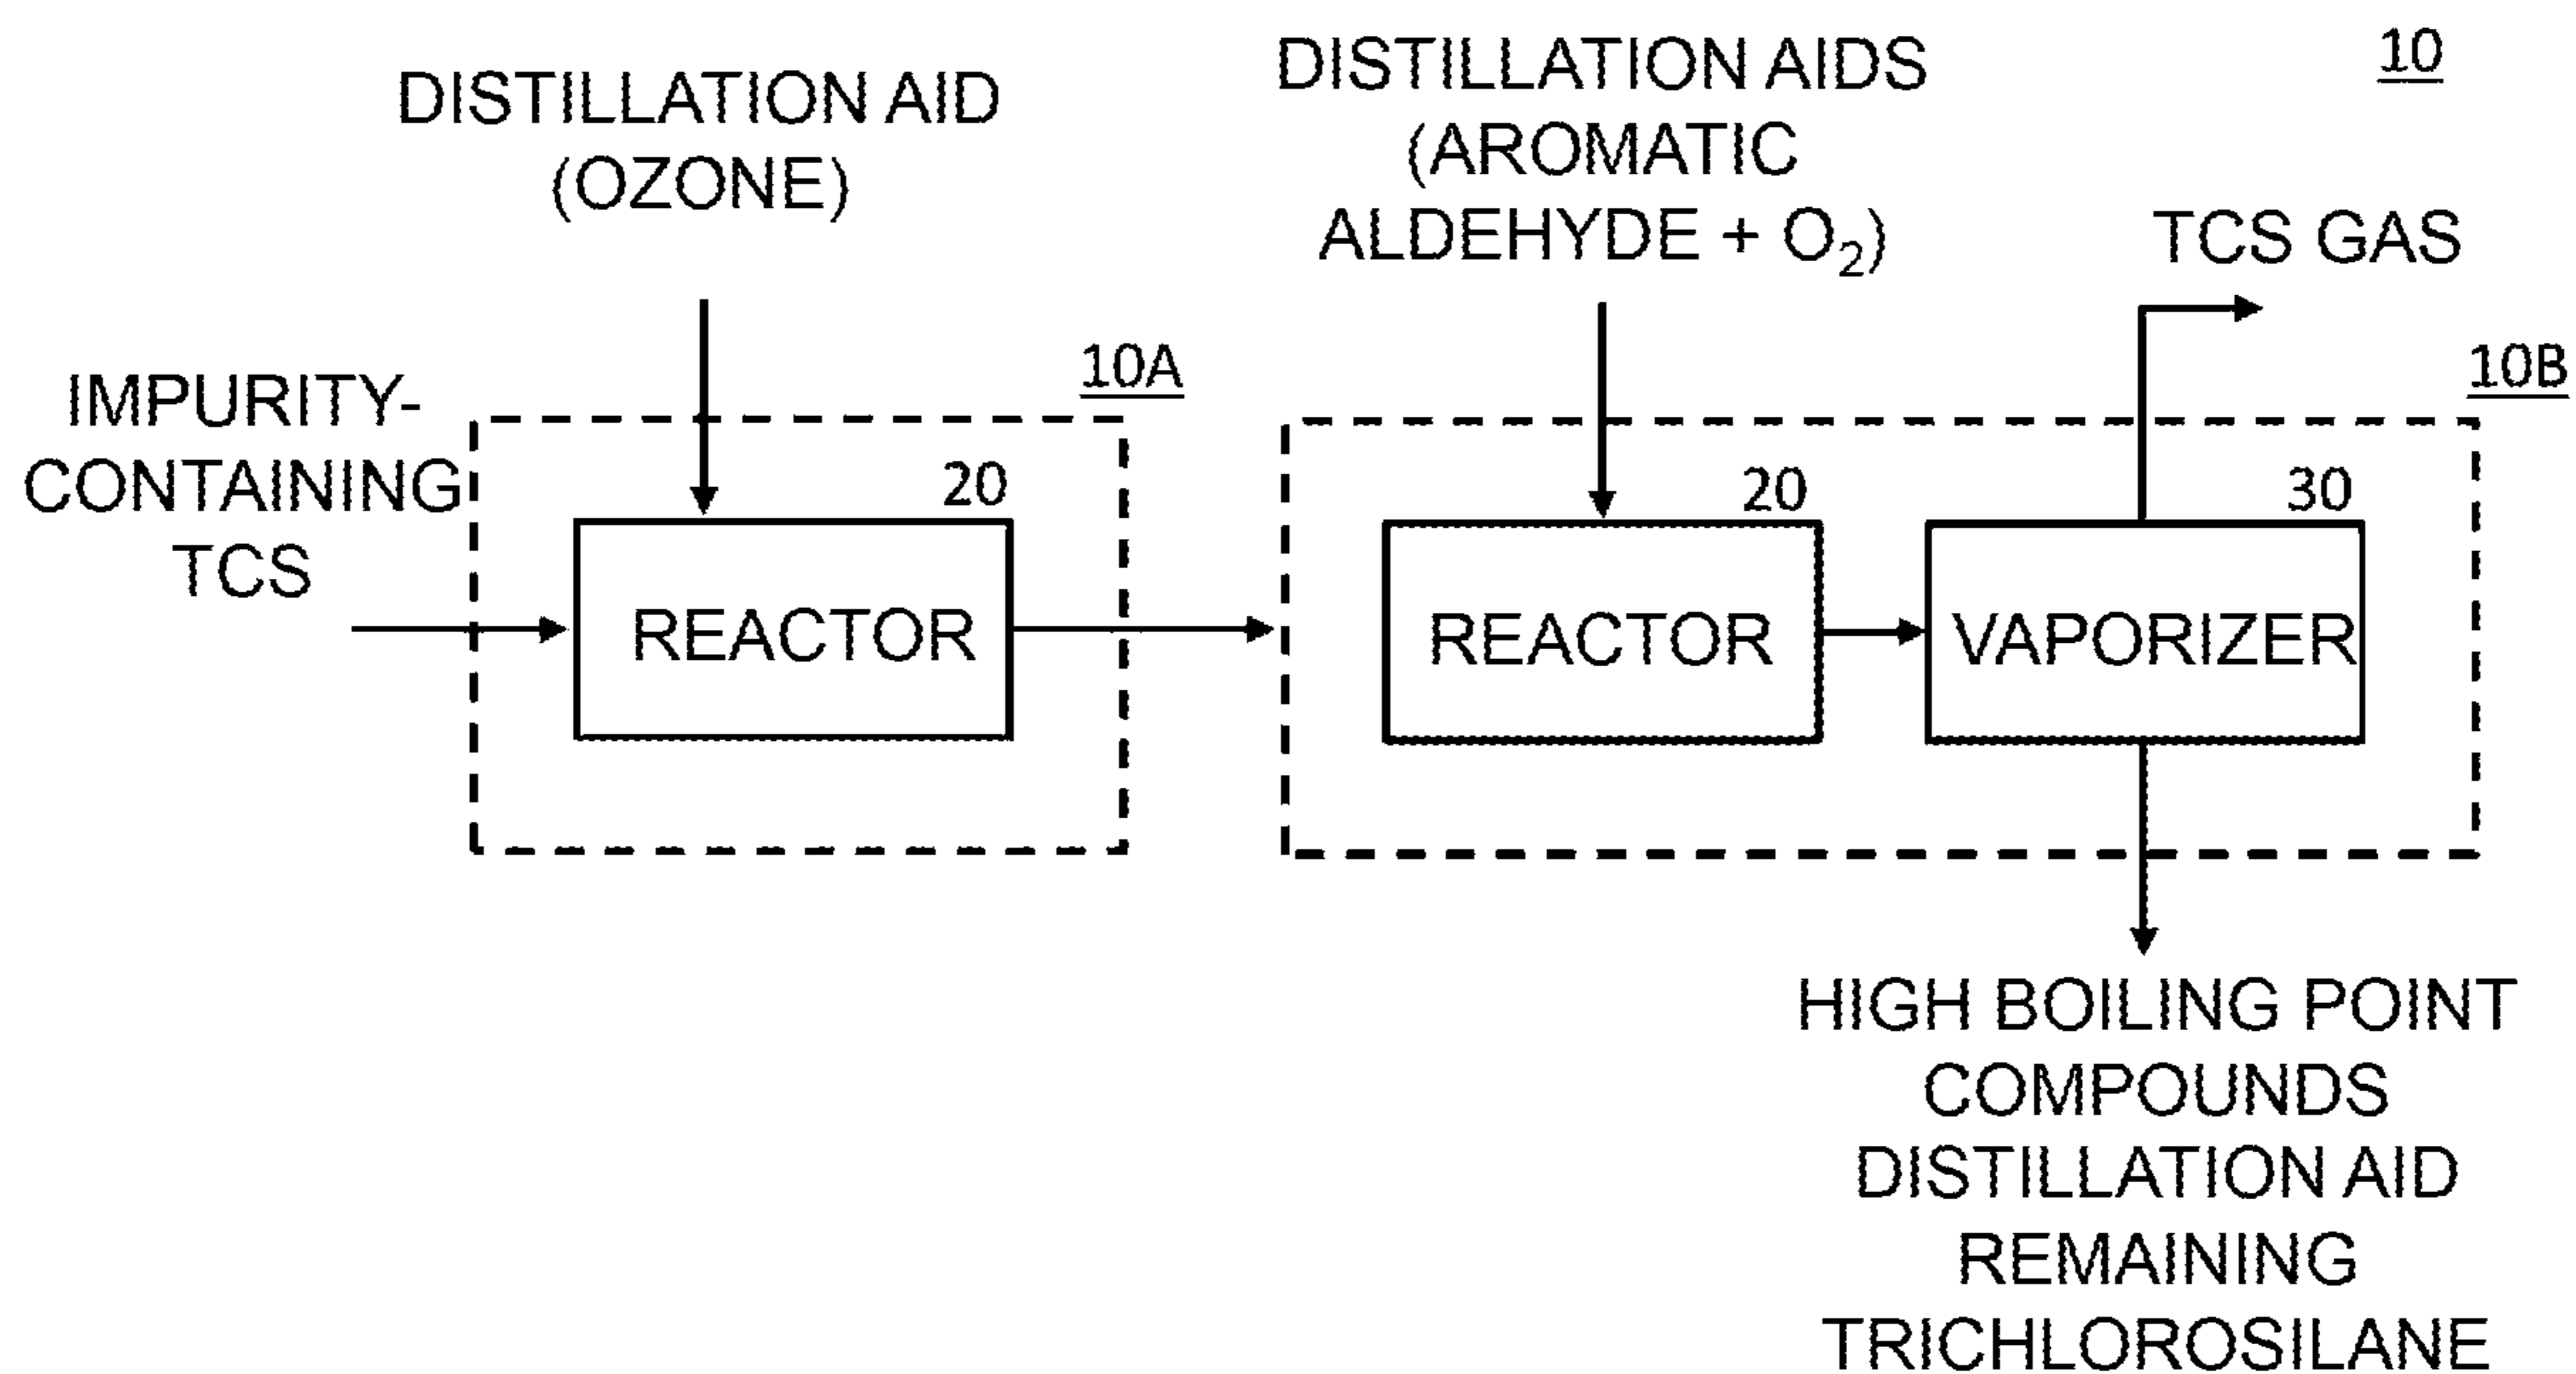 10
DISTILLATION AID
(OZONE)
DISTILLATION AIDS
(AROMATIC
ALDEHYDE + O₂)
TCS GAS
10A
10B
IMPURITY-
CONTAINING
TCS
20
REACTOR
20
REACTOR
30
VAPORIZER
HIGH BOILING POINT
COMPOUNDS
DISTILLATION AID
REMAINING
TRICHLOROSILANE